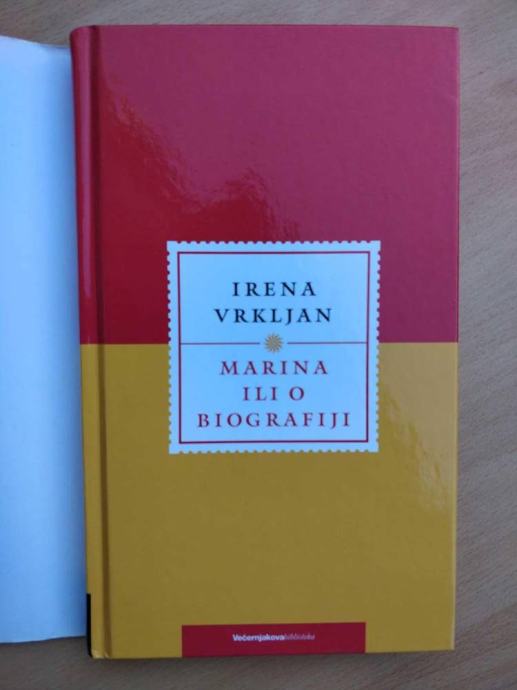 IRENA
VRKLJAN
MARINA
ILI O
BIOGRAFIJI
Večernjakova biblioteka